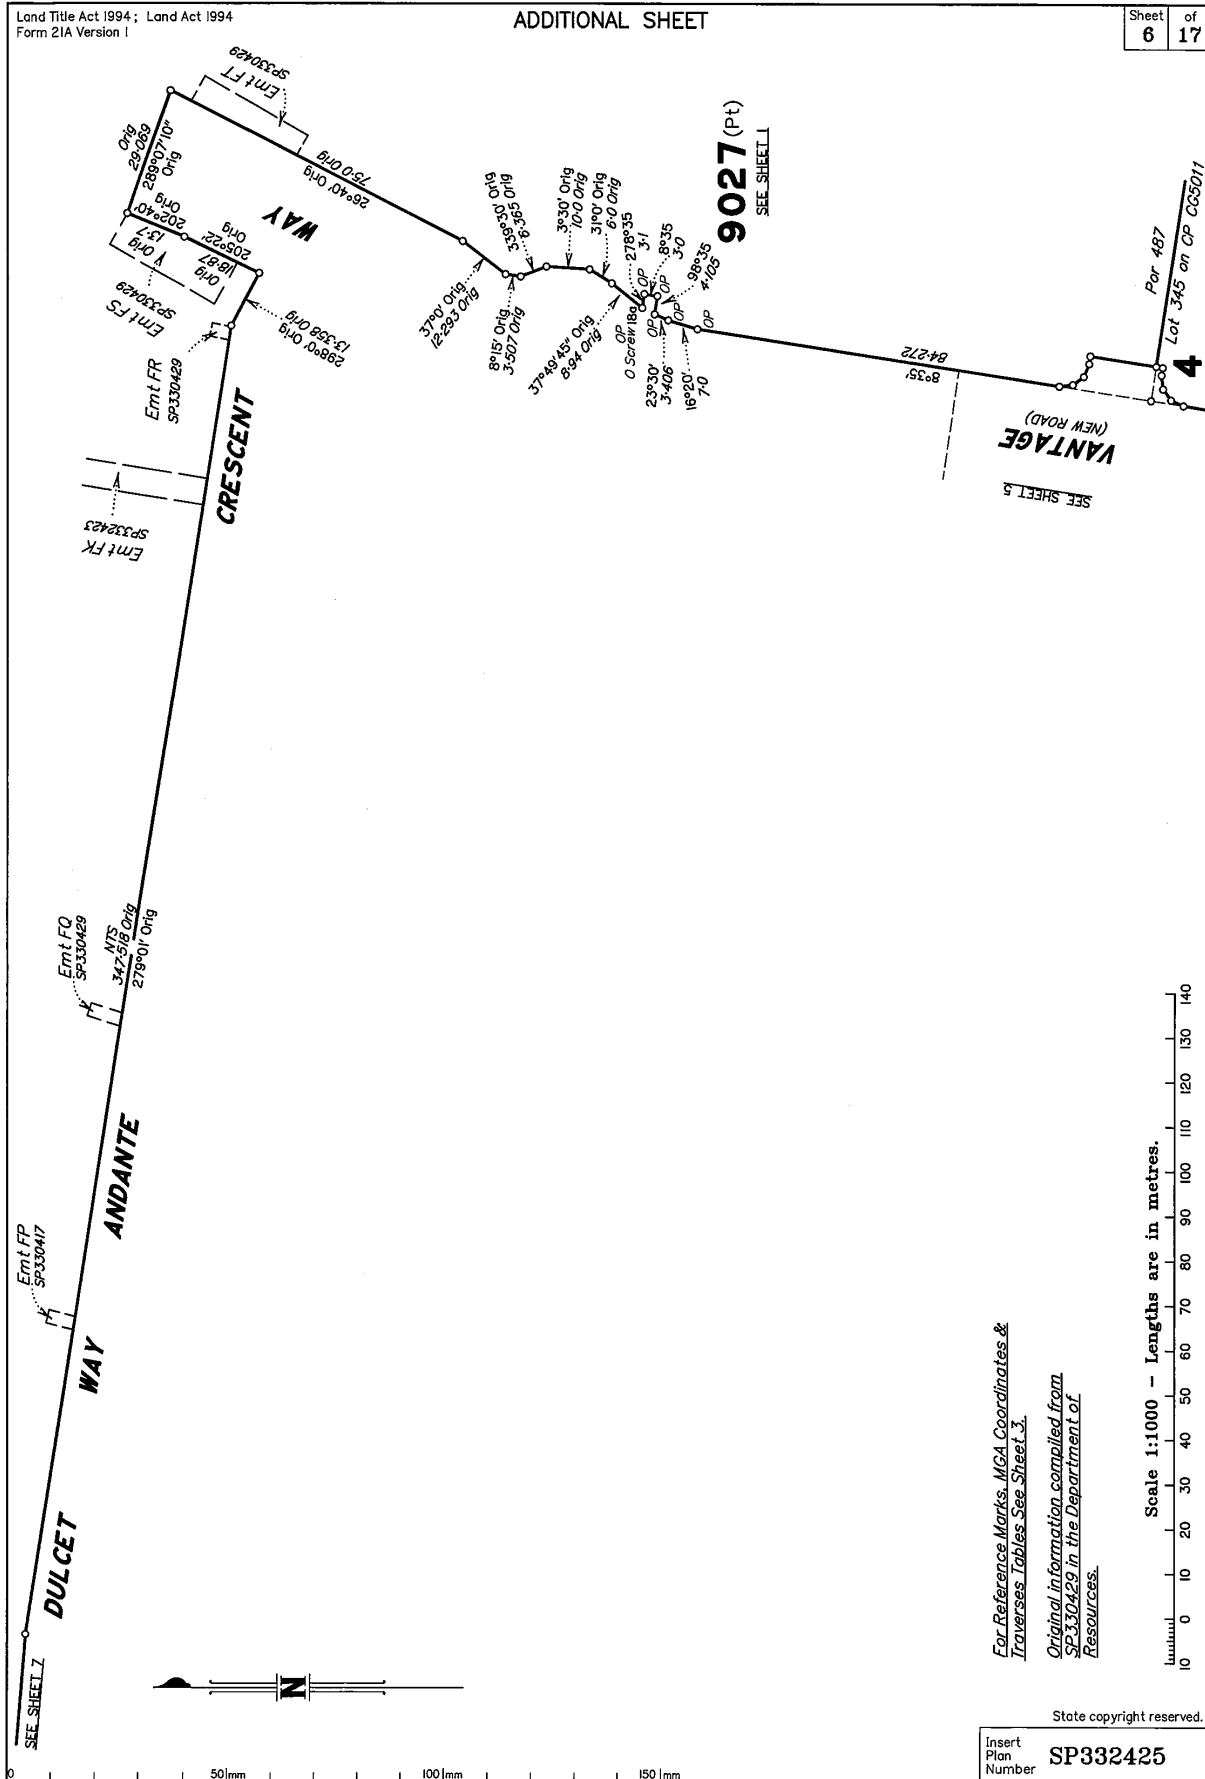 Land Title Act 1994 ; Land Act 1994
Form 21A Version 1
ADDITIONAL SHEET
Sheet of
6 17
Emt FT
SP330429
Orig
29·069
289°07'10"
Orig
202°40'
Orig
13·7
Orig
205°22'
Orig
18·87
Orig
Emt FS
SP330429
WAY
26°40' Orig
75·0 Orig
298°0' Orig
13·358 Orig
Emt FR
SP330429
CRESCENT
Emt FK
SP332423
37°0' Orig
12·293 Orig
8°15' Orig
3·507 Orig
339°30' Orig
6·365 Orig
3°30' Orig
10·0 Orig
31°0' Orig
6·0 Orig
37°49'45" Orig
8·94 Orig
278°35
3·1
8°35
3·0
98°35
4·105
OP
O Screw 18a
OP
OP
OP
OP
OP
23°30'
3·406
16°20'
7·0
9027 (Pt)
SEE SHEET 1
84·272
8°35'
VANTAGE
(NEW ROAD)
SEE SHEET 5
Por 487
Lot 345 on CP CG5011
4
Emt FQ
SP330429
NTS
347·518 Orig
279°01' Orig
ANDANTE
Emt FP
SP330417
WAY
DULCET
SEE SHEET 7
N
For Reference Marks, MGA Coordinates &
Traverses Tables See Sheet 3.
Original information compiled from
SP330429 in the Department of
Resources.
Scale 1:1000 – Lengths are in metres.
10 0 10 20 30 40 50 60 70 80 90 100 110 120 130 140
State copyright reserved.
Insert
Plan
Number
SP332425
0 50mm 100mm 150mm